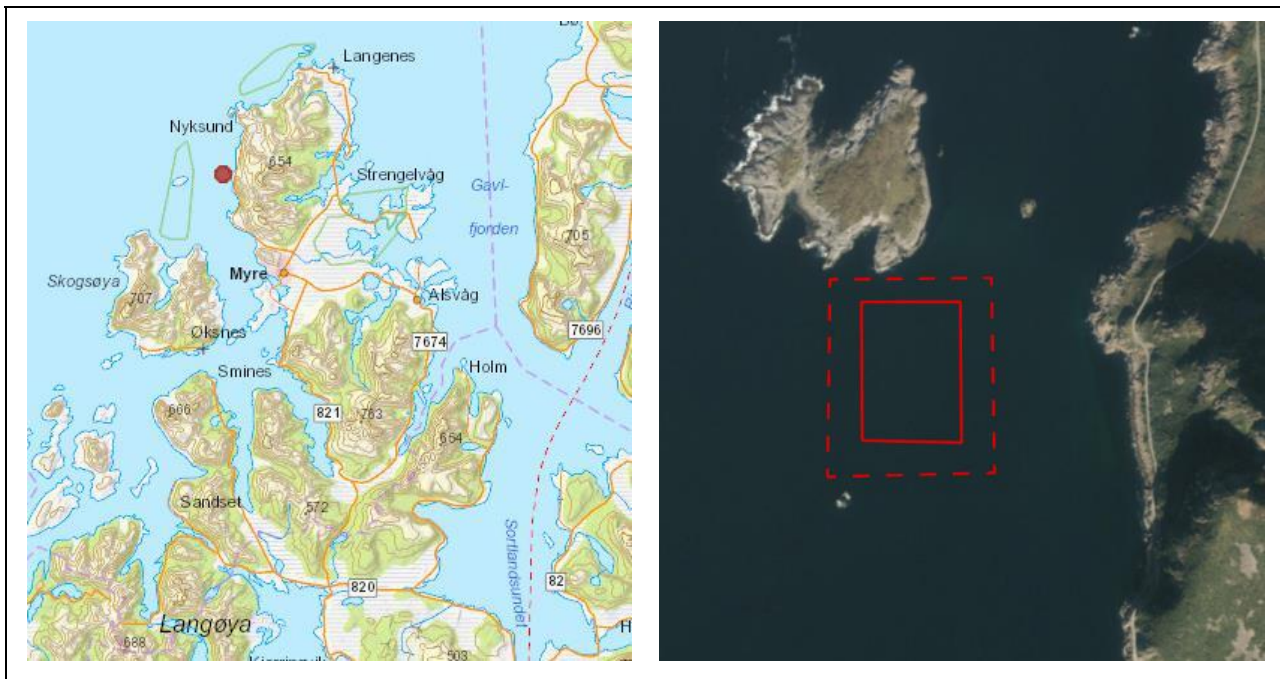 Langenes
Nyksund
654
Strengelvåg
Gavl-
fjorden
705
Skogsøya
707
Myre
Alsvåg
Øksnes
7696
7674
Smines
Holm
666
821
763
654
Sandset
572
Sortlandsundet
820
82
Langøya
688
503